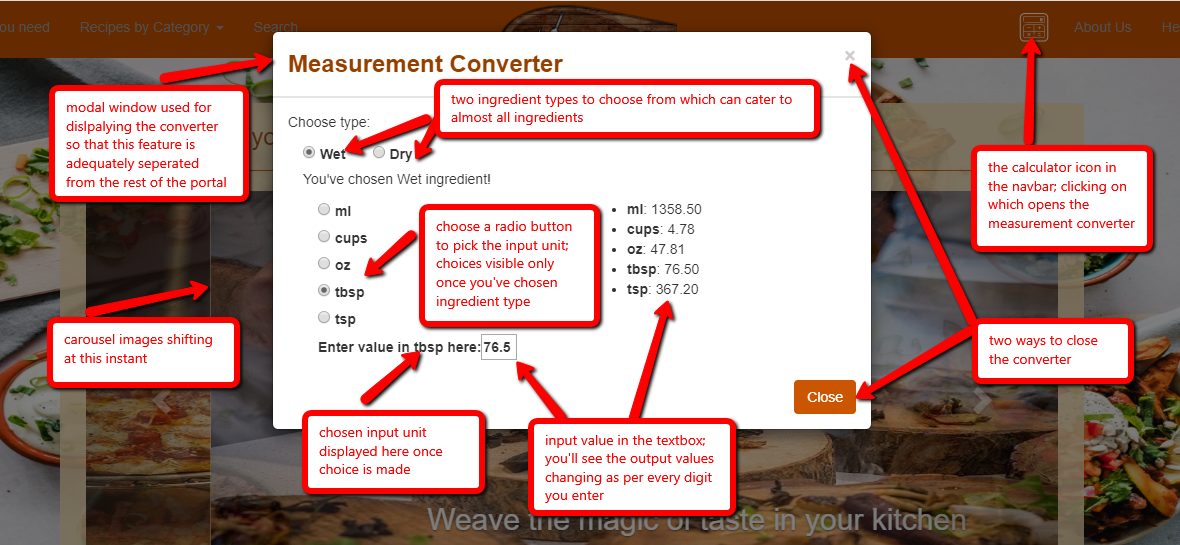 ou need
Recipes by Category
Search
About Us
He
Measurement Converter
×
modal window used for
dislpalying the converter
so that this feature is
adequately seperated
from the rest of the portal
two ingredient types to choose from which can cater to
almost all ingredients
yo
Choose type:
Wet
Dry
You've chosen Wet ingredient!
the calculator icon in
the navbar; clicking on
which opens the
measurement converter
ml
cups
oz
tbsp
tsp
choose a radio button
to pick the input unit;
choices visible only
once you've chosen
ingredient type
ml: 1358.50
cups: 4.78
oz: 47.81
tbsp: 76.50
tsp: 367.20
carousel images shifting
at this instant
Enter value in tbsp here: 76.5
two ways to close
the converter
Close
chosen input unit
displayed here once
choice is made
input value in the textbox;
you'll see the output values
changing as per every digit
you enter
Weave the magic of taste in your kitchen